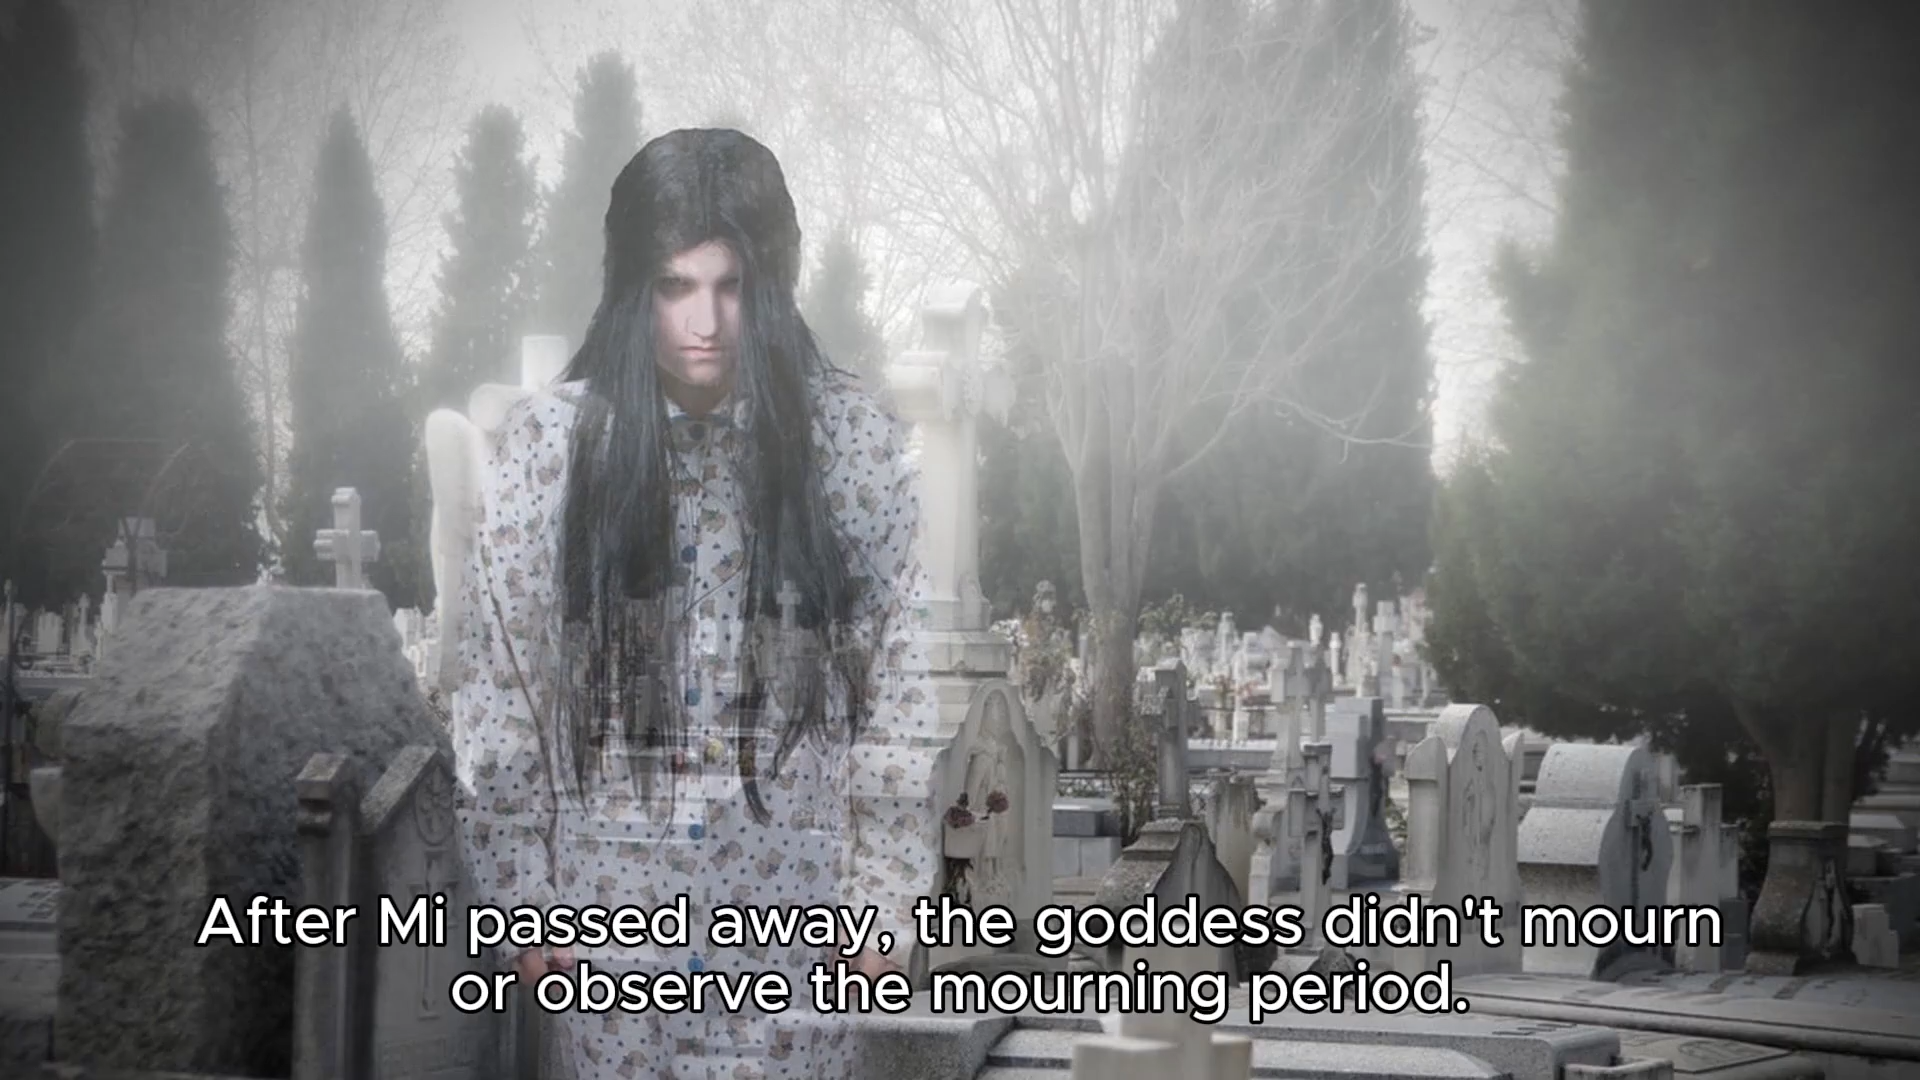 After Mi passed away, the goddess didn't mourn
or observe the mourning period.